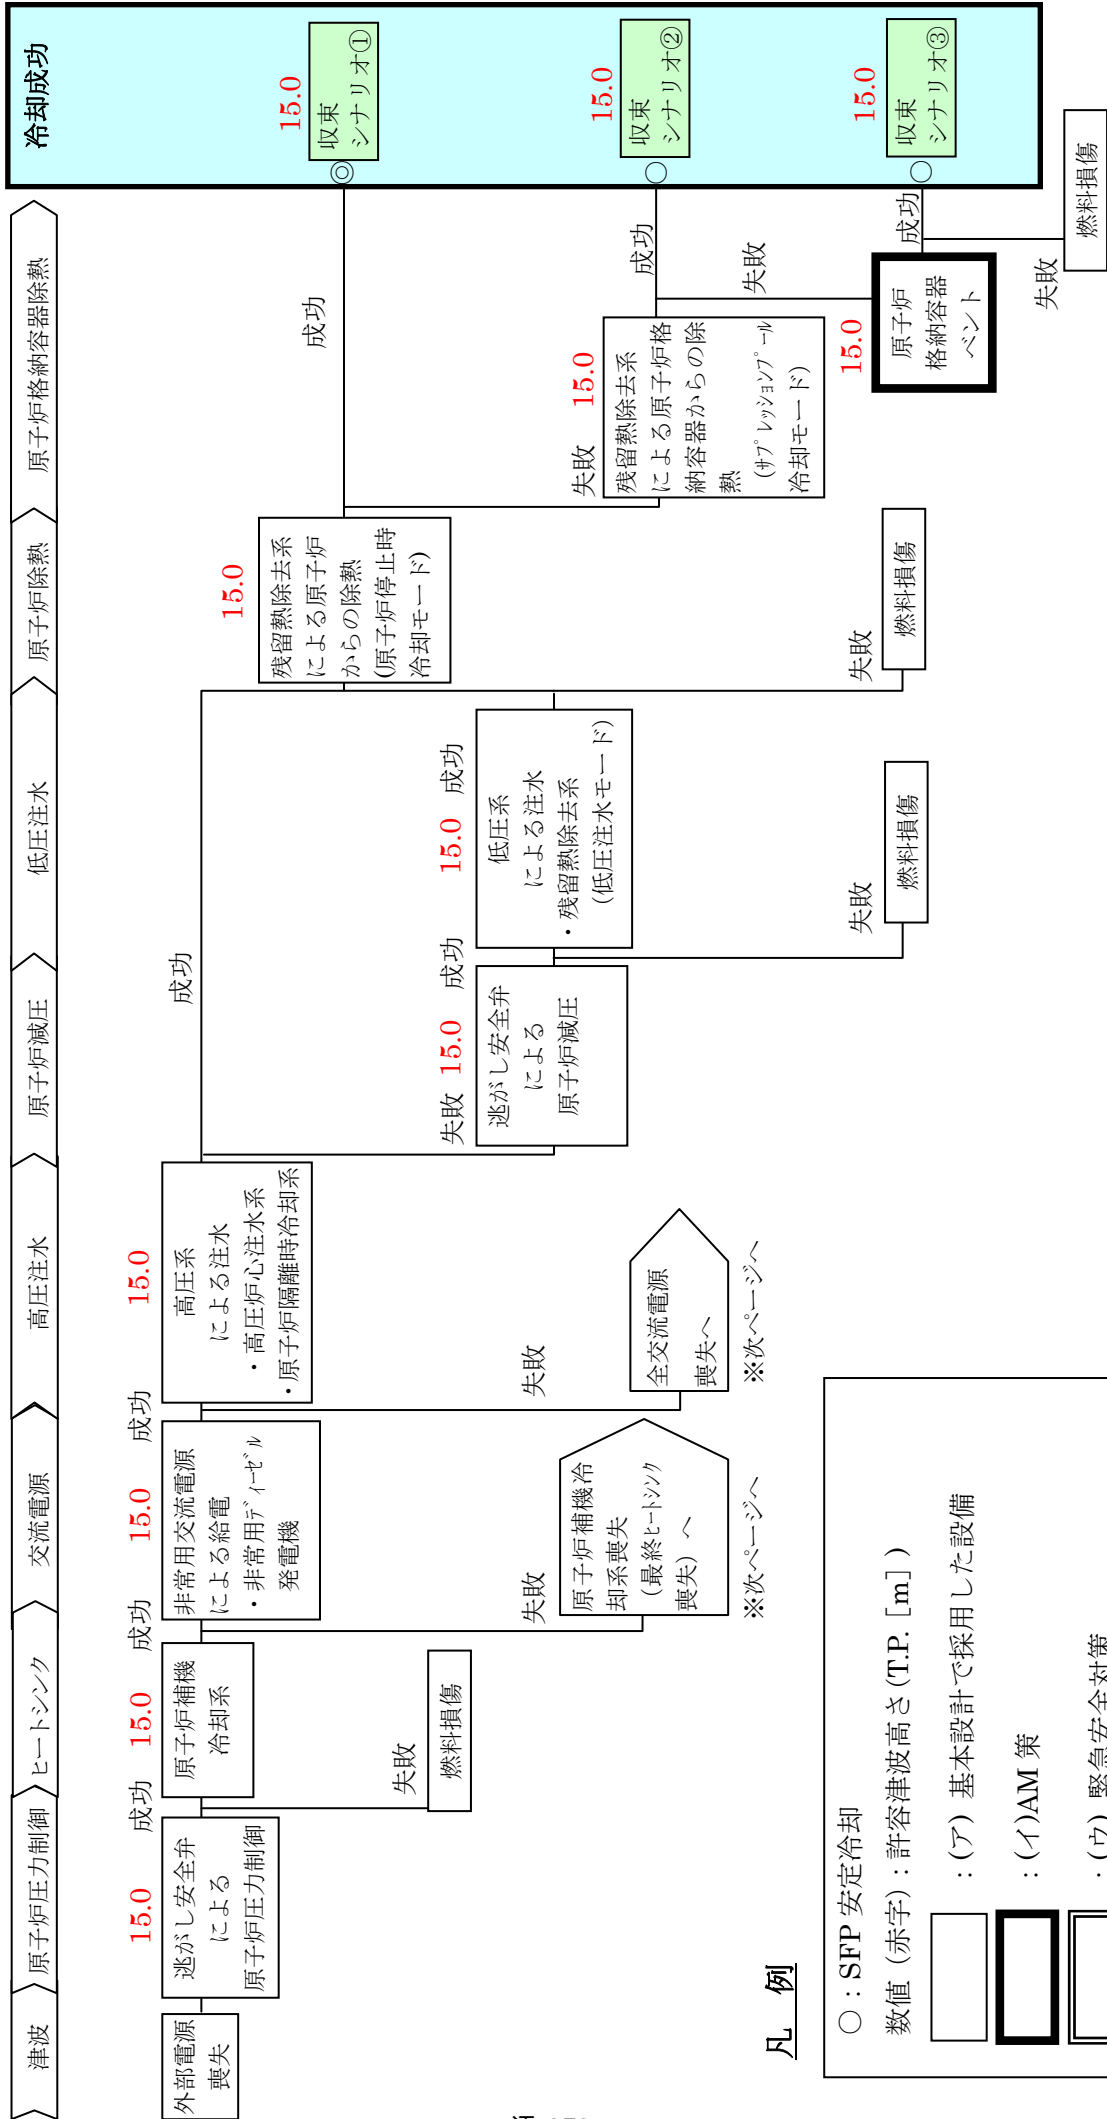 津波
原子炉圧力制御
ヒートシンク
交流電源
高圧注水
原子炉減圧
低圧注水
原子炉除熱
原子炉格納容器除熱
冷却成功
外部電源
喪失
15.0
逃がし安全弁
による
原子炉圧力制御
成功
失敗
燃料損傷
15.0
原子炉補機
冷却系
成功
失敗
原子炉補機冷
却系喪失
(最終ヒートシンク
喪失) へ
※次ページへ
15.0
非常用交流電源
による給電
・非常用ディーゼル
発電機
成功
失敗
全交流電源
喪失へ
※次ページへ
15.0
高圧系
による注水
・高圧炉心注水系
・原子炉隔離時冷却系
成功
失敗
15.0
逃がし安全弁
による
原子炉減圧
成功
失敗
燃料損傷
15.0
低圧系
による注水
・残留熱除去系
(低圧注水モード)
成功
失敗
燃料損傷
15.0
残留熱除去系
による原子炉
からの除熱
(原子炉停止時
冷却モード)
成功
失敗
15.0
残留熱除去系
による原子炉格
納容器からの除
熱
(サプレッションプール
冷却モード)
成功
失敗
15.0
原子炉
格納容器
ベント
成功
失敗
燃料損傷
◎
15.0
収束
シナリオ①
○
15.0
収束
シナリオ②
○
15.0
収束
シナリオ③
凡 例
○:SFP 安定冷却
数値 (赤字) :許容津波高さ (T.P. [m] )
:(ア) 基本設計で採用した設備
:(イ)AM 策
:(ウ) 緊急安全対策